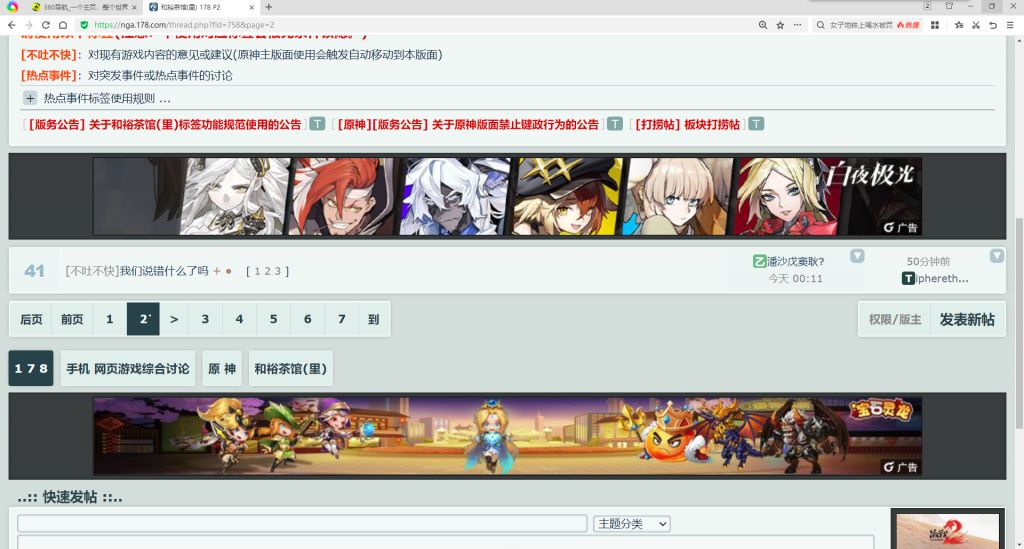 360导航_一个主页，整个世界
和裕茶馆(里) 178 P2
https://nga.178.com/thread.php?fid=758&page=2
女子地铁上喝水被罚 热搜
[不吐不快]：对现有游戏内容的意见或建议(原神主版面使用会触发自动移动到本版面)
[热点事件]：对突发事件或热点事件的讨论
+ 热点事件标签使用规则 ...
[ [版务公告] 关于和裕茶馆(里)标签功能规范使用的公告 ] T [ [原神][版务公告] 关于原神版面禁止键政行为的公告 ] T [ [打捞帖] 板块打捞帖 ] T
白夜极光
广告
41 [不吐不快]我们说错什么了吗 + ● [ 1 2 3 ] 潘沙戊窦耿? 50分钟前
今天 00:11 Tiphereth...
后页 前页 1 2 > 3 4 5 6 7 到 权限/版主 发表新帖
1 7 8 手机 网页游戏综合讨论 原 神 和裕茶馆(里)
宝石灵龙
广告
..:: 快速发帖 ::..
主题分类